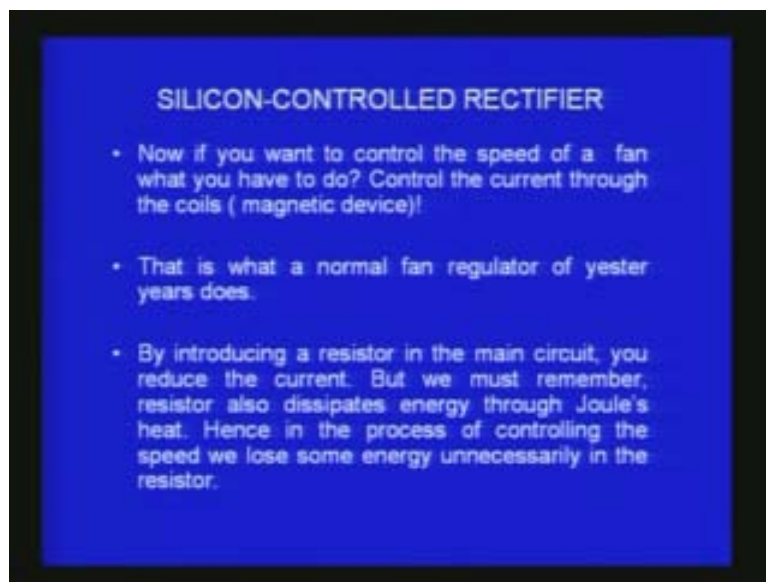 SILICON-CONTROLLED RECTIFIER
• Now if you want to control the speed of a fan
what you have to do? Control the current through
the coils ( magnetic device)!
• That is what a normal fan regulator of yester
years does.
• By introducing a resistor in the main circuit, you
reduce the current. But we must remember,
resistor also dissipates energy through Joule's
heat. Hence in the process of controlling the
speed we lose some energy unnecessarily in the
resistor.